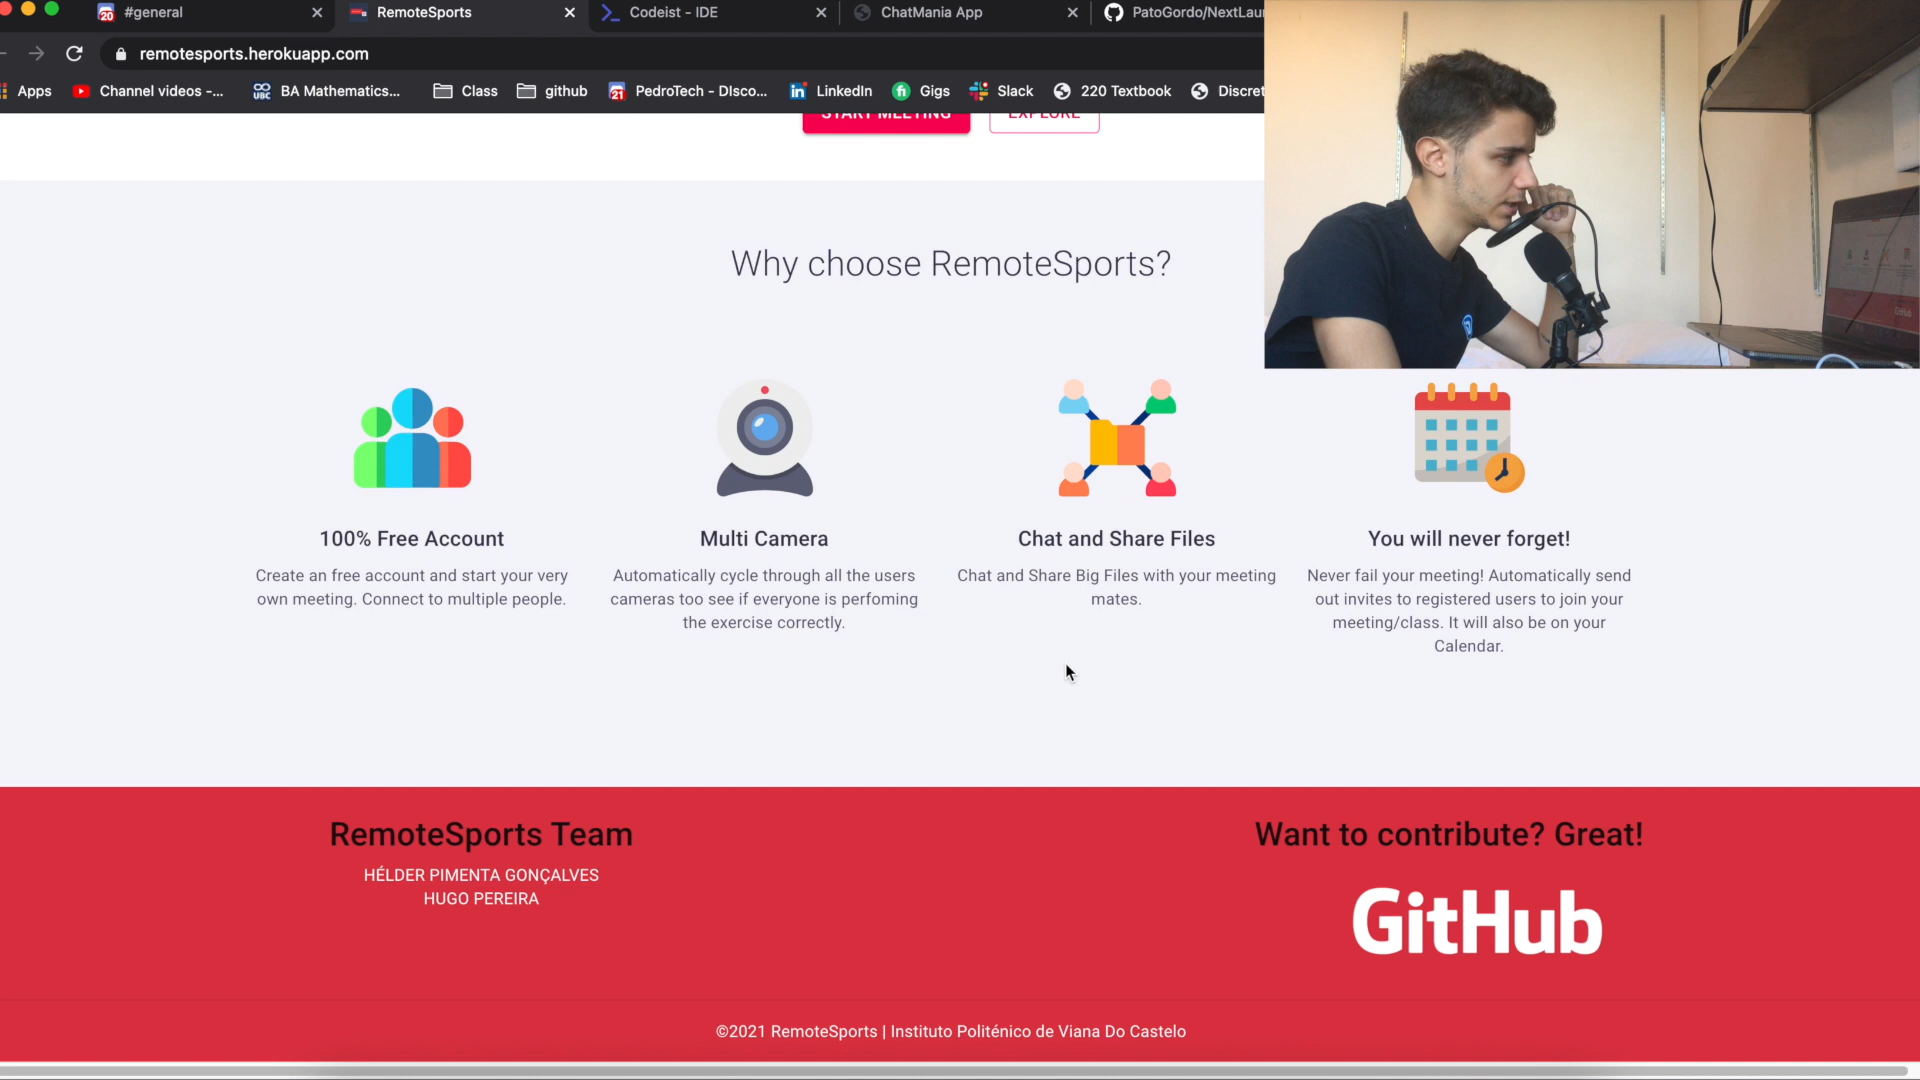 #general
RemoteSports
Codeist - IDE
ChatMania App
PatoGordo/NextLau
remotesports.herokuapp.com
Apps
Channel videos -...
BA Mathematics...
Class
github
PedroTech - DIsco...
LinkedIn
Gigs
Slack
220 Textbook
Discret
START MEETING
EXPLORE
Why choose RemoteSports?
100% Free Account
Create an free account and start your very
own meeting. Connect to multiple people.
Multi Camera
Automatically cycle through all the users
cameras too see if everyone is perfoming
the exercise correctly.
Chat and Share Files
Chat and Share Big Files with your meeting
mates.
You will never forget!
Never fail your meeting! Automatically send
out invites to registered users to join your
meeting/class. It will also be on your
Calendar.
RemoteSports Team
HÉLDER PIMENTA GONÇALVES
HUGO PEREIRA
Want to contribute? Great!
GitHub
©2021 RemoteSports | Instituto Politénico de Viana Do Castelo